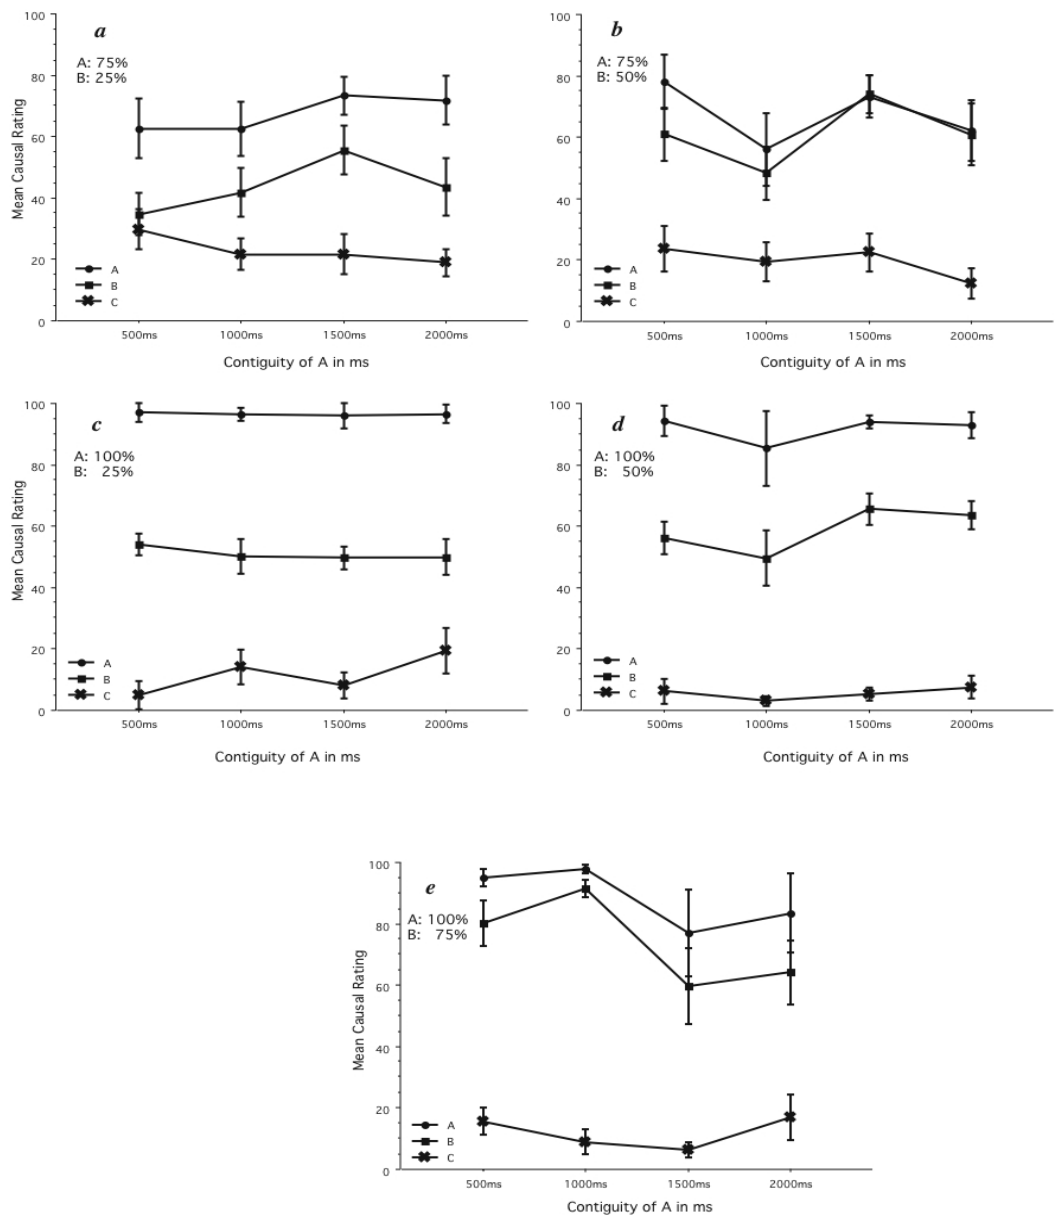 a
A: 75%
B: 25%
Mean Causal Rating
100
80
60
40
20
0
A
B
C
500ms 1000ms 1500ms 2000ms
Contiguity of A in ms
b
A: 75%
B: 50%
100
80
60
40
20
0
A
B
C
500ms 1000ms 1500ms 2000ms
Contiguity of A in ms
c
A: 100%
B: 25%
Mean Causal Rating
100
80
60
40
20
0
A
B
C
500ms 1000ms 1500ms 2000ms
Contiguity of A in ms
d
A: 100%
B: 50%
100
80
60
40
20
0
A
B
C
500ms 1000ms 1500ms 2000ms
Contiguity of A in ms
e
A: 100%
B: 75%
Mean Causal Rating
100
80
60
40
20
0
A
B
C
500ms 1000ms 1500ms 2000ms
Contiguity of A in ms